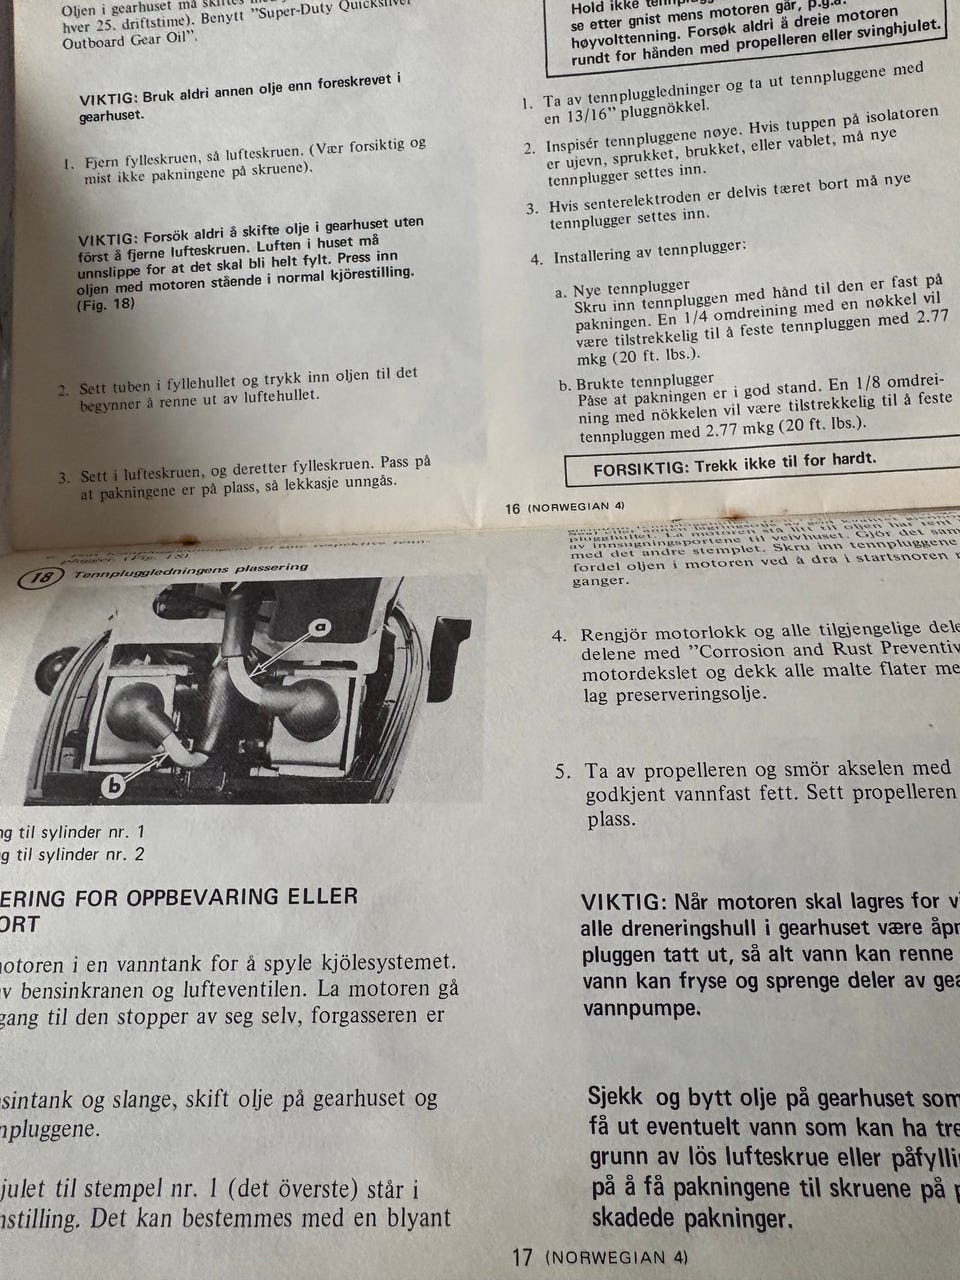 Oljen i gearhuset må
hver 25. driftstime). Benytt "Super-Duty Quicksilver
Outboard Gear Oil".
VIKTIG: Bruk aldri annen olje enn foreskrevet i
gearhuset.
1. Fjern fylleskruen, så lufteskruen. (Vær forsiktig og
mist ikke pakningene på skruene).
VIKTIG: Forsök aldri å skifte olje i gearhuset uten
först å fjerne lufteskruen. Luften i huset må
unnslippe for at det skal bli helt fylt. Press inn
oljen med motoren stående i normal kjörestilling.
(Fig. 18)
2. Sett tuben i fyllehullet og trykk inn oljen til det
begynner å renne ut av luftehullet.
3. Sett i lufteskruen, og deretter fylleskruen. Pass på
at pakningene er på plass, så lekkasje unngås.
Hold ikke
se etter gnist mens motoren går, p.g.a.
høyvolttenning. Forsøk aldri å dreie motoren
rundt for hånden med propelleren eller svinghjulet.
1. Ta av tennpluggledninger og ta ut tennpluggene med
en 13/16" pluggnökkel.
2. Inspisér tennpluggene nøye. Hvis tuppen på isolatoren
er ujevn, sprukket, brukket, eller vablet, må nye
tennplugger settes inn.
3. Hvis senterelektroden er delvis tæret bort må nye
tennplugger settes inn.
4. Installering av tennplugger:
a. Nye tennplugger
Skru inn tennpluggen med hånd til den er fast på
pakningen. En 1/4 omdreining med en nøkkel vil
være tilstrekkelig til å feste tennpluggen med 2.77
mkg (20 ft. lbs.).
b. Brukte tennplugger
Påse at pakningen er i god stand. En 1/8 omdrei-
ning med nökkelen vil være tilstrekkelig til å feste
tennpluggen med 2.77 mkg (20 ft. lbs.).
FORSIKTIG: Trekk ikke til for hardt.
16 (NORWEGIAN 4)
18 Tennpluggledningens plassering
a
b
til sylinder nr. 1
til sylinder nr. 2
ERING FOR OPPBEVARING ELLER
ORT
motoren i en vanntank for å spyle kjölesystemet.
bensinkranen og lufteventilen. La motoren gå
gang til den stopper av seg selv, forgasseren er
sintank og slange, skift olje på gearhuset og
npluggene.
julet til stempel nr. 1 (det överste) står i
nstilling. Det kan bestemmes med en blyant
plugghullet. La motoren stå litt til oljen har rent
av innsugningsportene til veivhuset. Gjör det sam
med det andre stemplet. Skru inn tennpluggene
fordel oljen i motoren ved å dra i startsnoren
ganger.
4. Rengjör motorlokk og alle tilgjengelige dele
delene med "Corrosion and Rust Preventiv
motordekslet og dekk alle malte flater me
lag preserveringsolje.
5. Ta av propelleren og smör akselen med
godkjent vannfast fett. Sett propelleren
plass.
VIKTIG: Når motoren skal lagres for v
alle dreneringshull i gearhuset være åpn
pluggen tatt ut, så alt vann kan renne
vann kan fryse og sprenge deler av gea
vannpumpe.
Sjekk og bytt olje på gearhuset som
få ut eventuelt vann som kan ha tre
grunn av lös lufteskrue eller påfylli
på å få pakningene til skruene på p
skadede pakninger.
17 (NORWEGIAN 4)